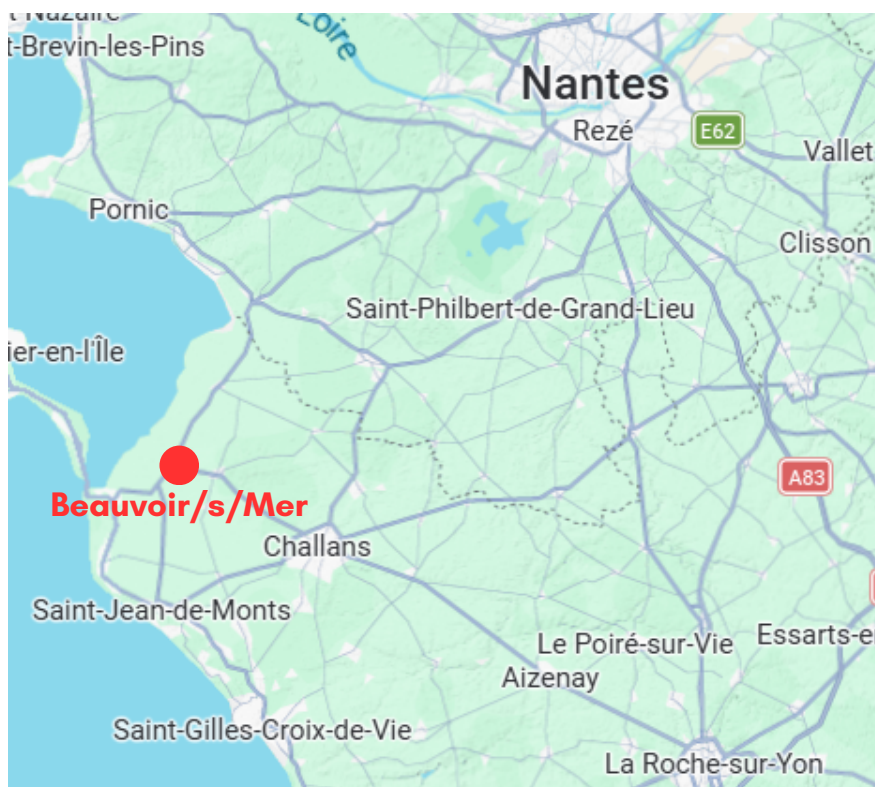 t-Nazaire
t-Brevin-les-Pins
Loire
Nantes
Rezé
E62
Vallet
Pornic
Clisson
Saint-Philbert-de-Grand-Lieu
ier-en-l'Île
A83
Beauvoir/s/Mer
Challans
Saint-Jean-de-Monts
Le Poiré-sur-Vie
Essarts-e
Aizenay
Saint-Gilles-Croix-de-Vie
La Roche-sur-Yon